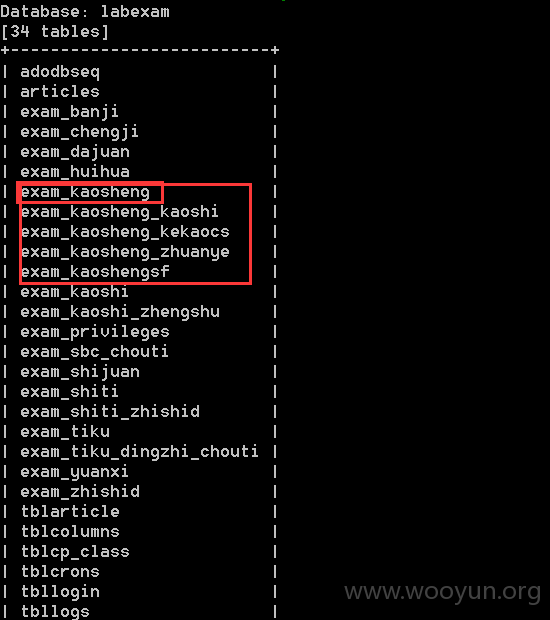 Database: labexam
[34 tables]
+---------------------------+
| adodbseq |
| articles |
| exam_banji |
| exam_chengji |
| exam_dajuan |
| exam_huihua |
| exam_kaosheng |
| exam_kaosheng_kaoshi |
| exam_kaosheng_kekaocs |
| exam_kaosheng_zhuanye |
| exam_kaoshengsf |
| exam_kaoshi |
| exam_kaoshi_zhengshu |
| exam_privileges |
| exam_sbc_chouti |
| exam_shijuan |
| exam_shiti |
| exam_shiti_zhishid |
| exam_tiku |
| exam_tiku_dingzhi_chouti |
| exam_yuanxi |
| exam_zhishid |
| tblarticle |
| tblcolumns |
| tblcp_class |
| tblcrons |
| tbllogin |
| tbllogs |
www.wooyun.org